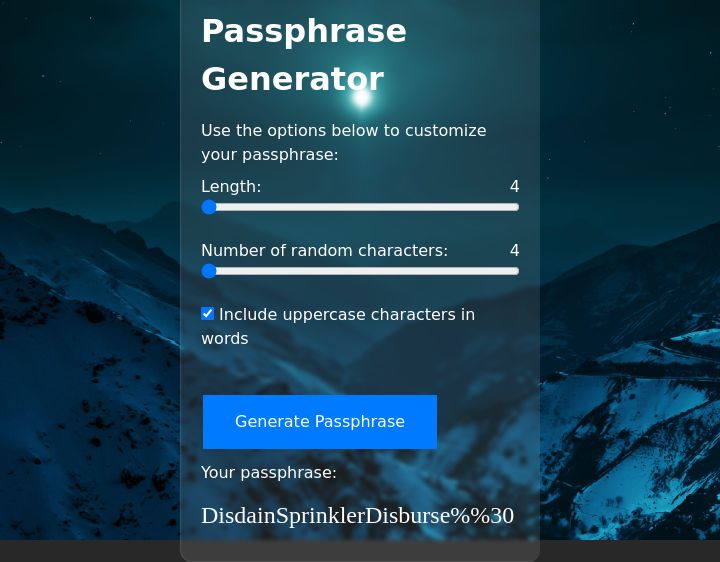 Passphrase
Generator
Use the options below to customize
your passphrase:
Length: 4
Number of random characters: 4
Include uppercase characters in
words
Generate Passphrase
Your passphrase:
DisdainSprinklerDisburse%%30